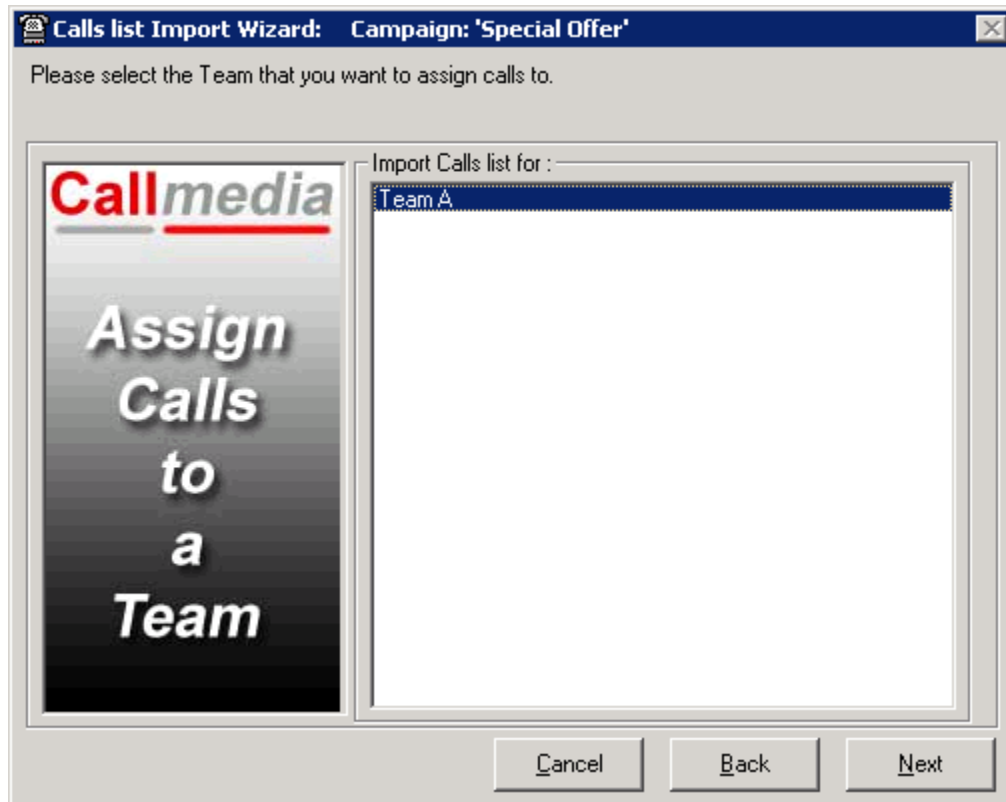 Calls list Import Wizard: Campaign: 'Special Offer'
Please select the Team that you want to assign calls to.
Callmedia
Assign
Calls
to
a
Team
Import Calls list for :
Team A
Cancel
Back
Next